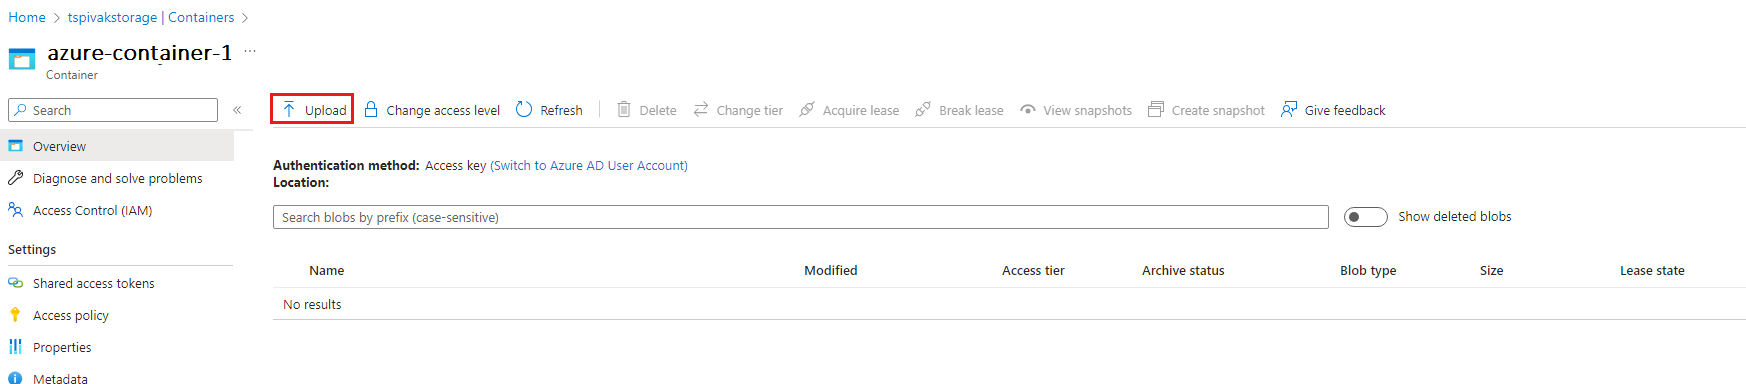 Home > tspivakstorage | Containers >
azure-container-1 ...
Container
Search «
Overview
Diagnose and solve problems
Access Control (IAM)
Settings
Shared access tokens
Access policy
Properties
Metadata
Upload Change access level Refresh Delete Change tier Acquire lease Break lease View snapshots Create snapshot Give feedback
Authentication method: Access key (Switch to Azure AD User Account)
Location:
Search blobs by prefix (case-sensitive) Show deleted blobs
Name Modified Access tier Archive status Blob type Size Lease state
No results